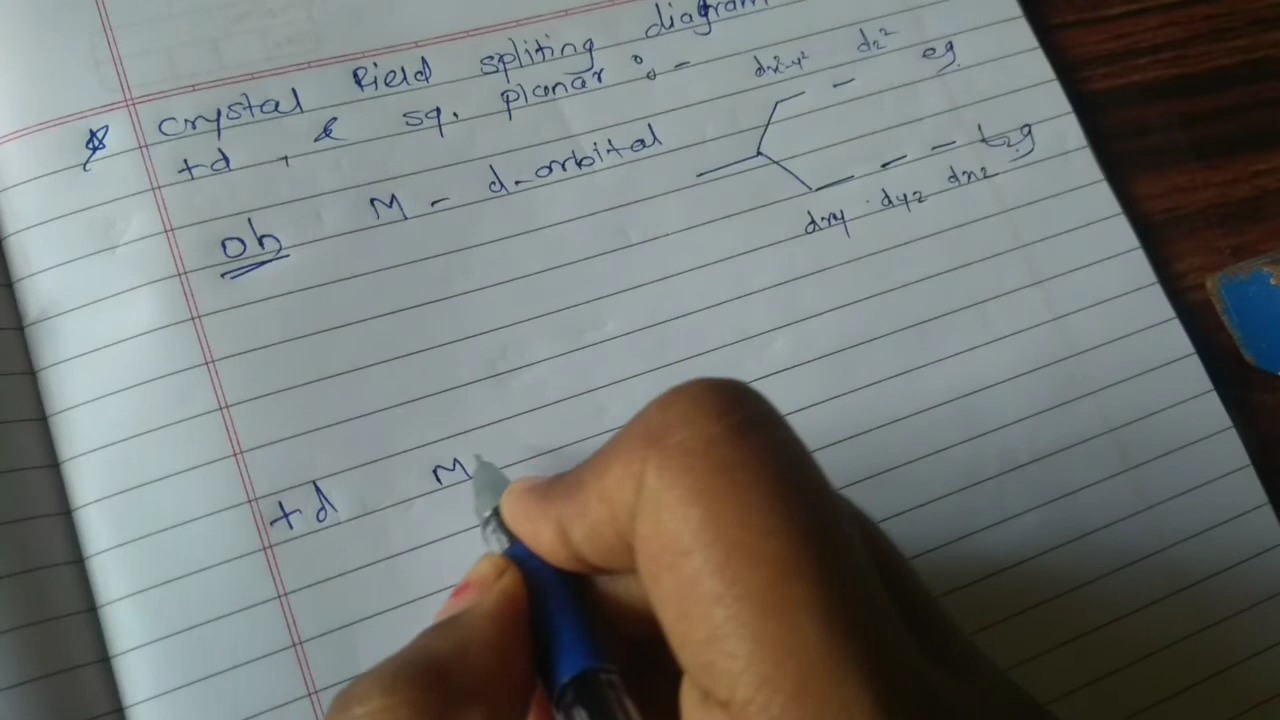 crystal field spliting diagram
td , & sq. planar :-
oh M - d-orbital
dx²-y² dz² eg
t2g
dxy dyz dxz
td M